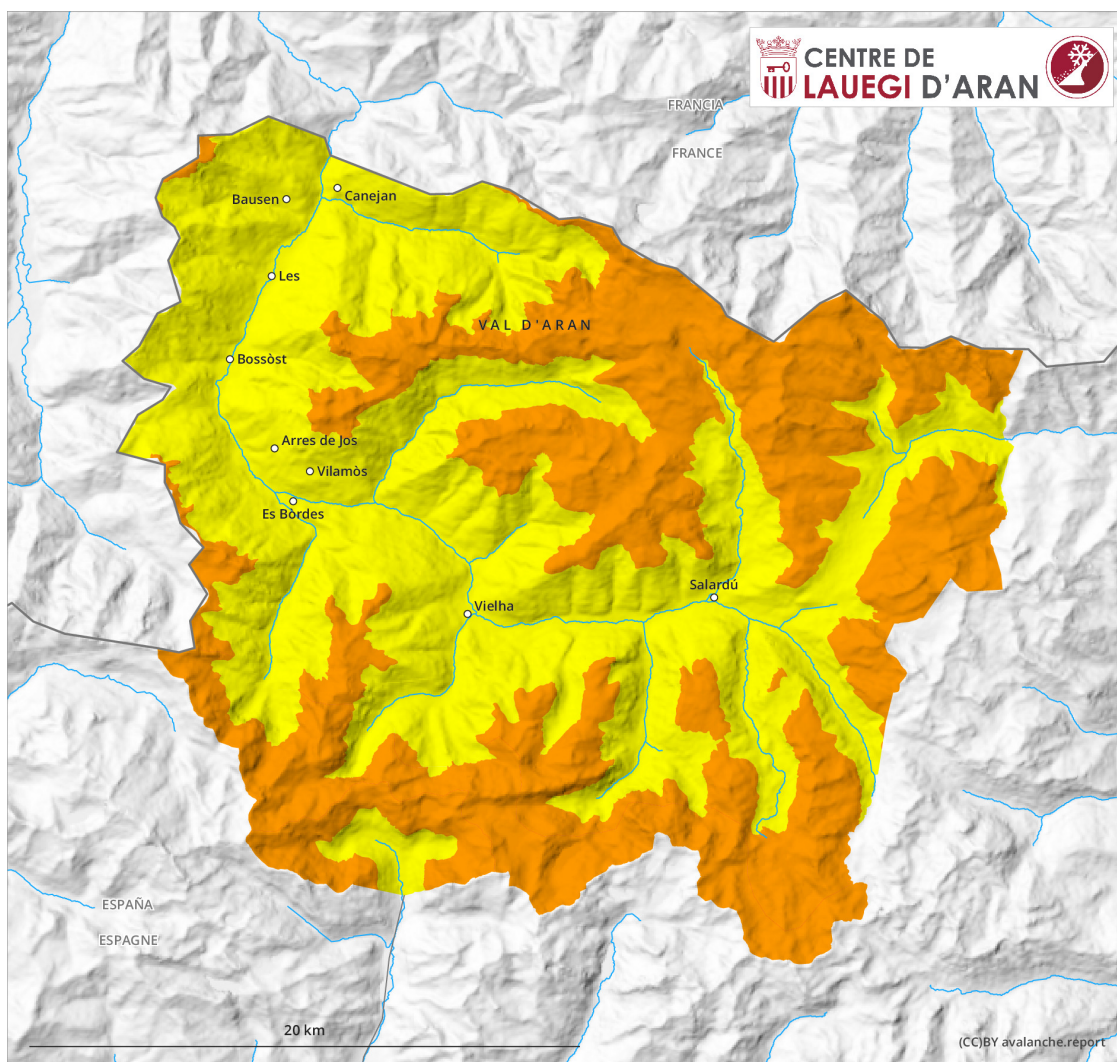 CENTRE DE
LAUEGI D'ARAN
FRANCIA
FRANCE
Canejan
Bausen
Les
VAL D'ARAN
Bossòst
Arres de Jos
Vilamòs
Es Bòrdes
Salardú
Vielha
ESPAÑA
ESPAGNE
20 km
(CC)BY avalanche.report